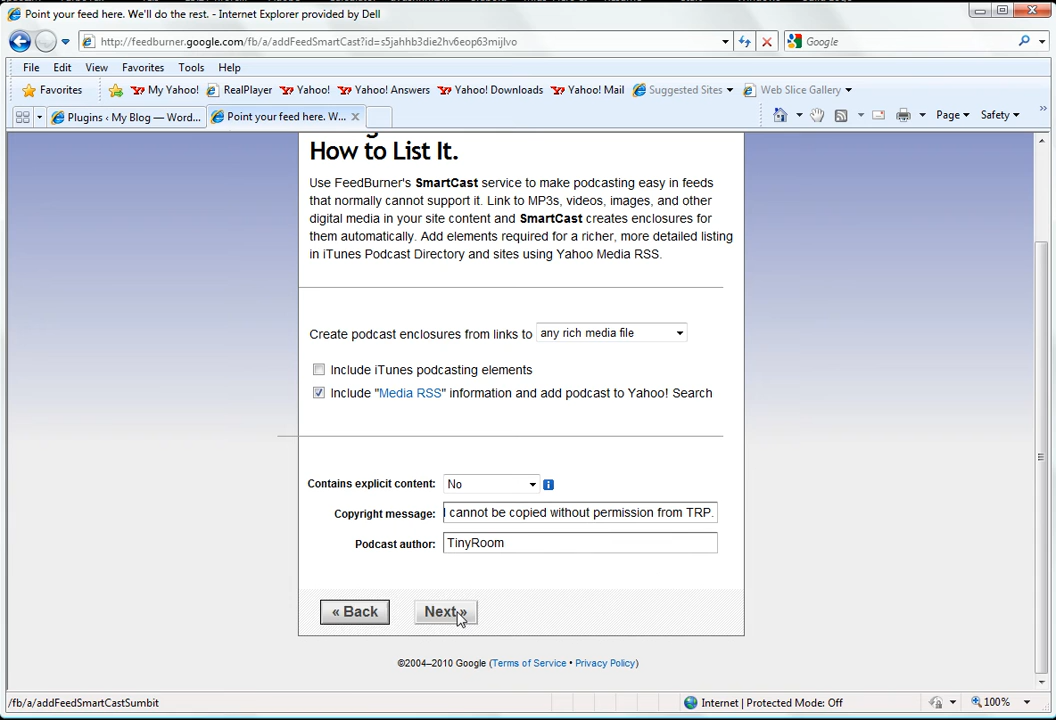 Point your feed here. We'll do the rest. - Internet Explorer provided by Dell
http://feedburner.google.com/fb/a/addFeedSmartCast?id=s5jahhb3die2hv6eop63mijlvo
Google
File Edit View Favorites Tools Help
Favorites My Yahoo! RealPlayer Yahoo! Yahoo! Answers Yahoo! Downloads Yahoo! Mail Suggested Sites Web Slice Gallery
Plugins ‹ My Blog — Word... Point your feed here. W... Page Safety
How to List It.
Use FeedBurner's SmartCast service to make podcasting easy in feeds
that normally cannot support it. Link to MP3s, videos, images, and other
digital media in your site content and SmartCast creates enclosures for
them automatically. Add elements required for a richer, more detailed listing
in iTunes Podcast Directory and sites using Yahoo Media RSS.
Create podcast enclosures from links to any rich media file
Include iTunes podcasting elements
Include "Media RSS" information and add podcast to Yahoo! Search
Contains explicit content: No
Copyright message: cannot be copied without permission from TRP.
Podcast author: TinyRoom
« Back Next »
©2004–2010 Google (Terms of Service • Privacy Policy)
/fb/a/addFeedSmartCastSumbit
Internet | Protected Mode: Off
100%